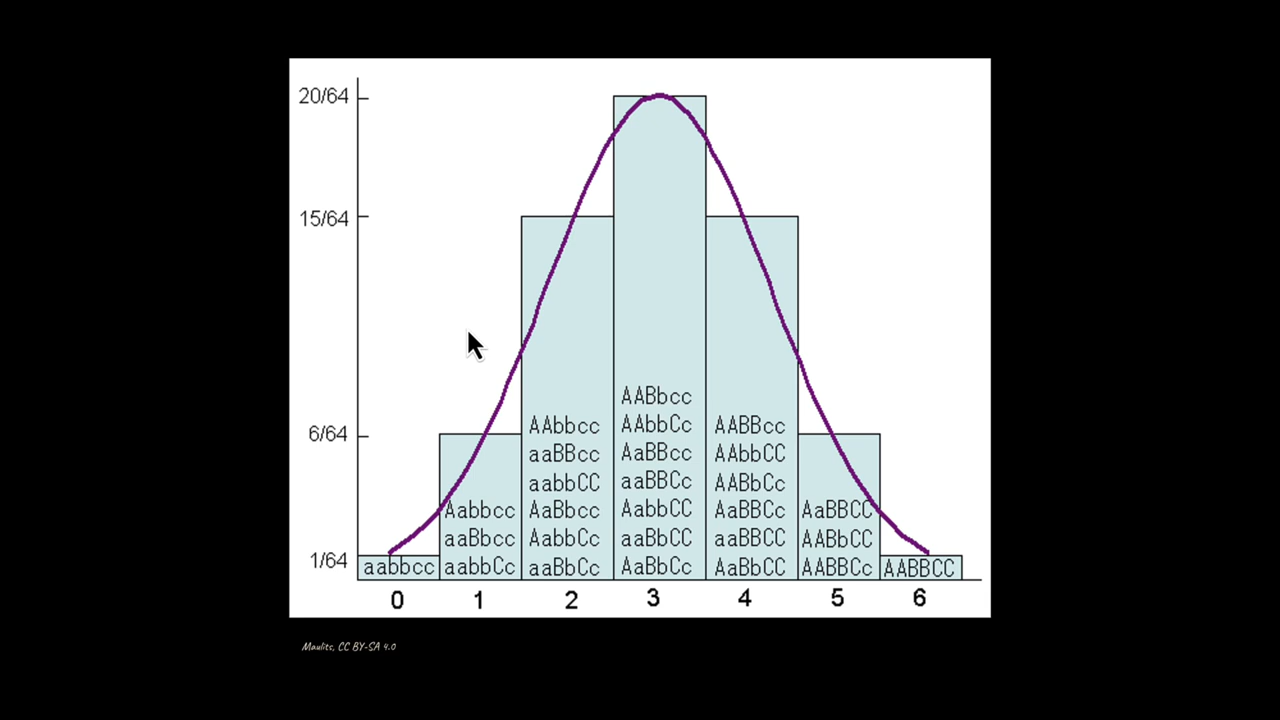 20/64
15/64
6/64
1/64
aabbcc
Aabbcc
aaBbcc
aabbCc
AAbbcc
aaBBcc
aabbCC
AaBbcc
AabbCc
aaBbCc
AABbcc
AAbbCc
AaBBcc
aaBBCc
AabbCC
aaBbCC
AaBbCc
AABBcc
AAbbCC
AABbCc
AaBBCc
aaBBCC
AaBbCC
AaBBCC
AABbCC
AABBCc
AABBCC
0 1 2 3 4 5 6
Maulits, CC BY-SA 4.0